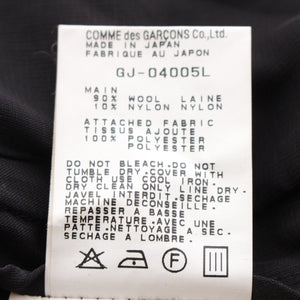 COMME des GARÇONS Co.,Ltd.
MADE IN JAPAN
FABRIQUE AU JAPON
GJ-04005L
MAIN
90% WOOL LAINE
10% NYLON NYLON
ATTACHED FABRIC
TISSUS AJOUTE
100% POLYESTER
POLYESTER
DO NOT BLEACH.DO NOT
TUMBLE DRY.COVER WITH
CLOTH USE COOL IRON.
DRY CLEAN ONLY LINE DRY.
JAVEL INTERDIT.SECHAGE
MACHINE DECONSEILLE.
REPASSER A BASSE
TEMPERATURE.AVEC UNE
PATTE.NETTOYAGE A SEC.
SECHAGE A L'OMBRE.
F